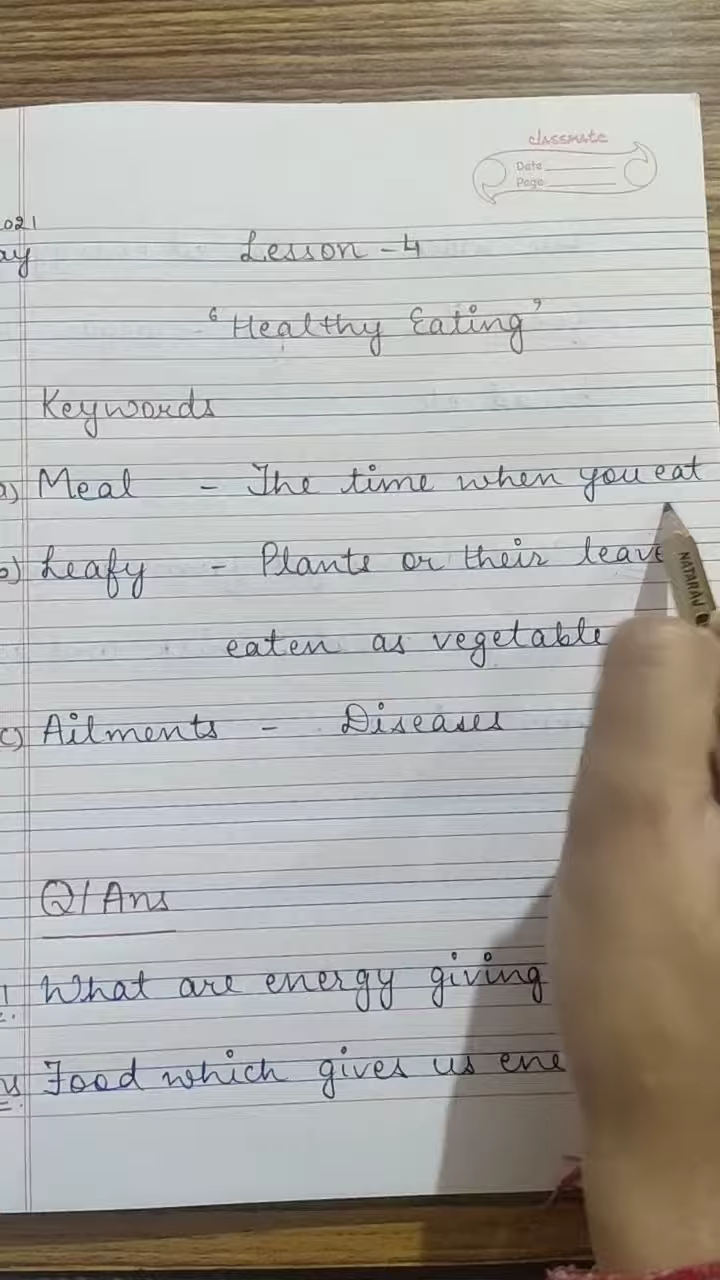 classmate
Date
Page
021
ay
Lesson - 4
“Healthy Eating”
Keywords
a) Meal - The time when you eat
b) Leafy - Plants or their leave
eaten as vegetable
c) Ailments - Diseases
Q/Ans
1 What are energy giving
Food which gives us ene
NATARAJ